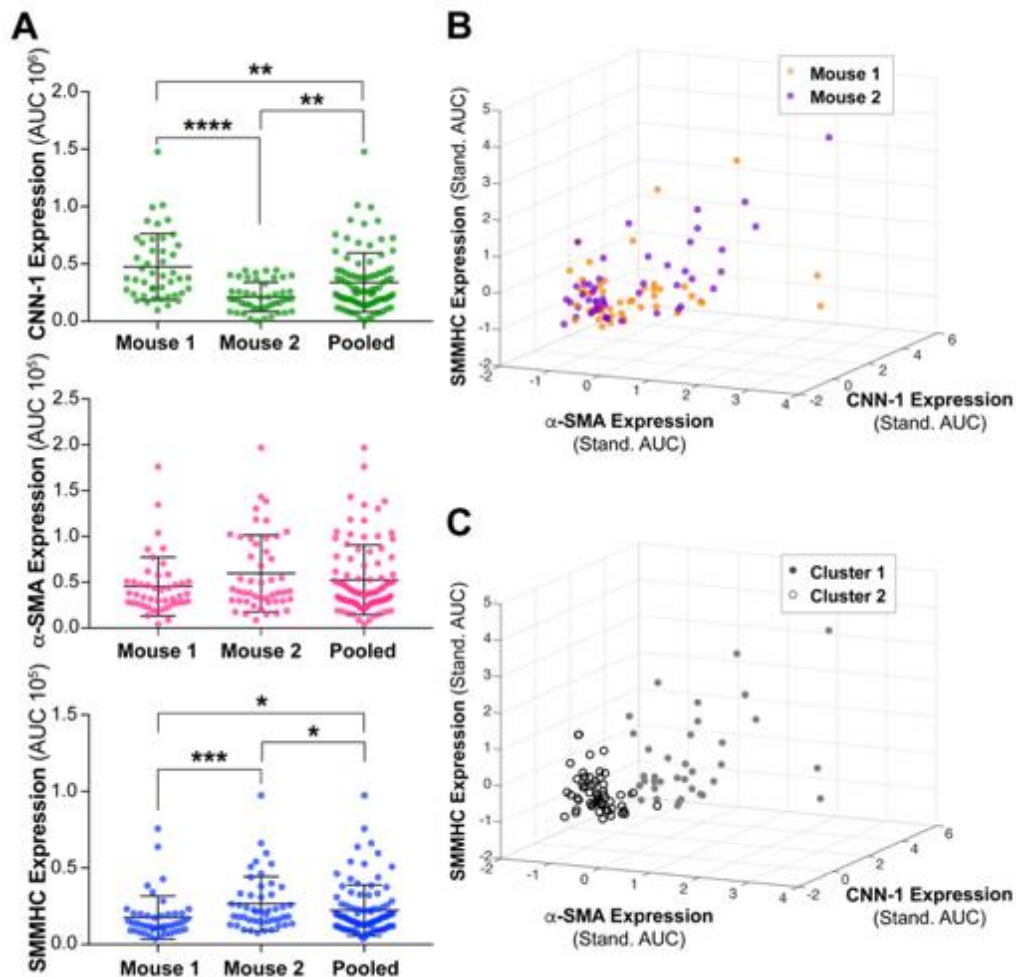 A
CNN-1 Expression (AUC 10⁶)
2.0
1.5
1.0
0.5
0.0
**
****
**
Mouse 1 Mouse 2 Pooled
α-SMA Expression (AUC 10⁵)
2.5
2.0
1.5
1.0
0.5
0.0
Mouse 1 Mouse 2 Pooled
SMMHC Expression (AUC 10⁵)
1.5
1.0
0.5
0.0
*
***
*
Mouse 1 Mouse 2 Pooled
B
Mouse 1
Mouse 2
SMMHC Expression (Stand. AUC)
5
4
3
2
1
0
-1
-2
-2 -1 0 1 2 3 4
α-SMA Expression
(Stand. AUC)
-2 0 2 4 6
CNN-1 Expression
(Stand. AUC)
C
Cluster 1
Cluster 2
SMMHC Expression (Stand. AUC)
5
4
3
2
1
0
-1
-2
-2 -1 0 1 2 3 4
α-SMA Expression
(Stand. AUC)
-2 0 2 4 6
CNN-1 Expression
(Stand. AUC)